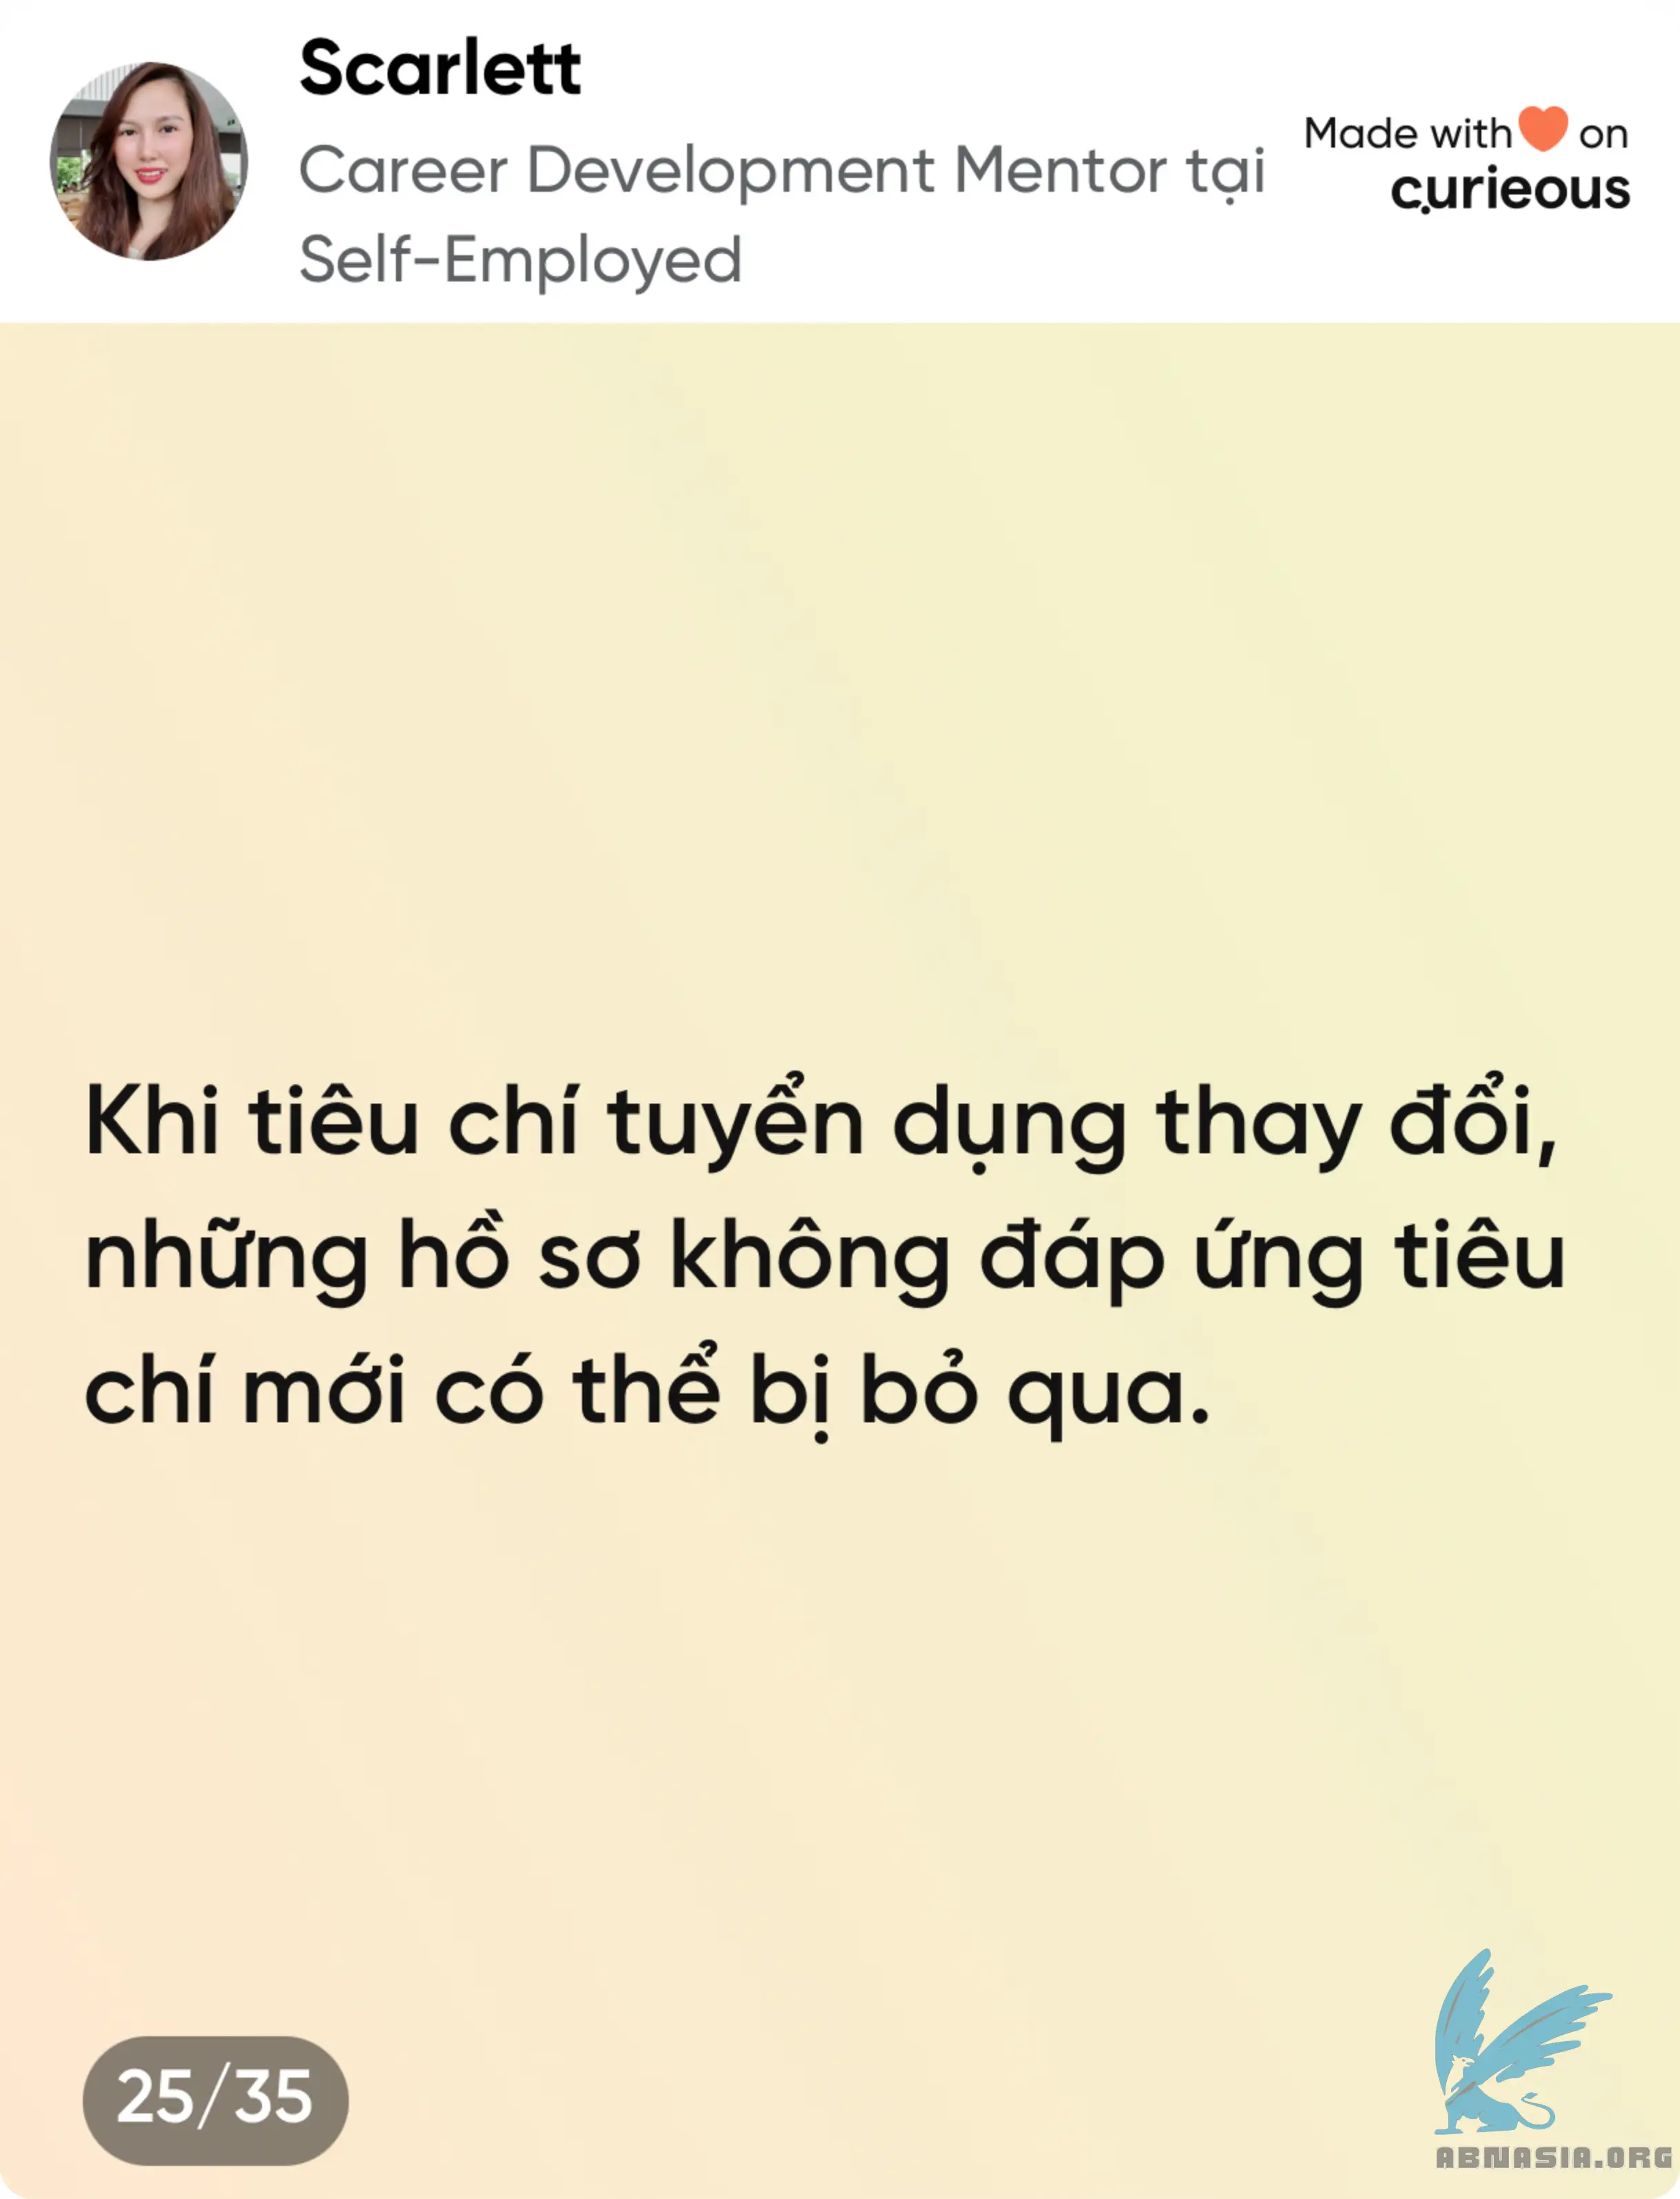 Scarlett
Career Development Mentor tại
Self-Employed
Made with on
curieous
Khi tiêu chí tuyển dụng thay đổi,
những hồ sơ không đáp ứng tiêu
chí mới có thể bị bỏ qua.
25/35
ABNASIA.ORG